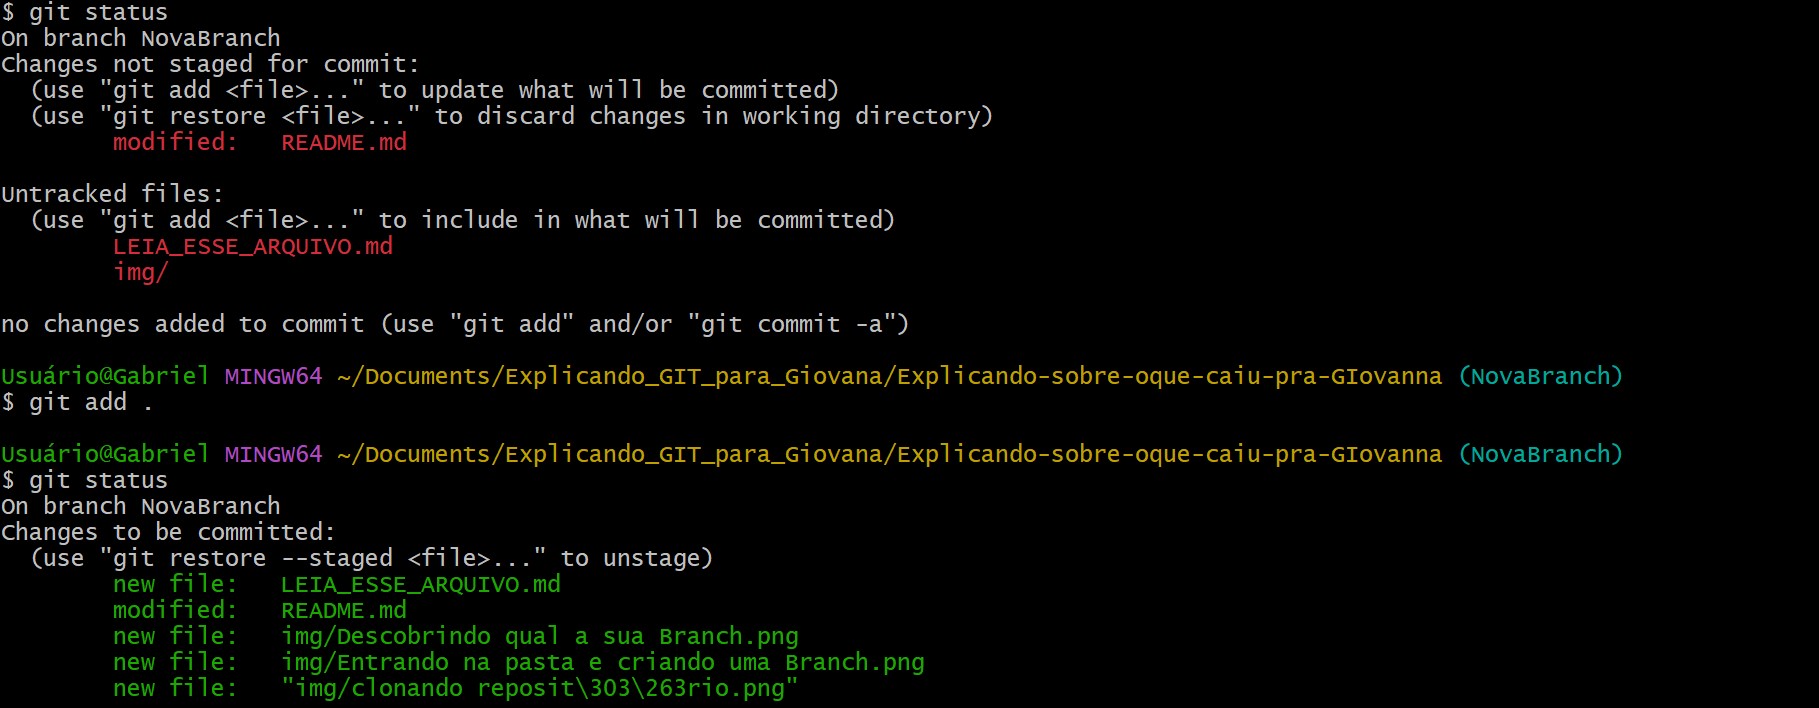 $ git status
On branch NovaBranch
Changes not staged for commit:
  (use "git add <file>..." to update what will be committed)
  (use "git restore <file>..." to discard changes in working directory)
        modified:   README.md

Untracked files:
  (use "git add <file>..." to include in what will be committed)
        LEIA_ESSE_ARQUIVO.md
        img/

no changes added to commit (use "git add" and/or "git commit -a")

Usuário@Gabriel MINGW64 ~/Documents/Explicando_GIT_para_Giovana/Explicando-sobre-oque-caiu-pra-GIovanna (NovaBranch)
$ git add .

Usuário@Gabriel MINGW64 ~/Documents/Explicando_GIT_para_Giovana/Explicando-sobre-oque-caiu-pra-GIovanna (NovaBranch)
$ git status
On branch NovaBranch
Changes to be committed:
  (use "git restore --staged <file>..." to unstage)
        new file:   LEIA_ESSE_ARQUIVO.md
        modified:   README.md
        new file:   img/Descobrindo qual a sua Branch.png
        new file:   img/Entrando na pasta e criando uma Branch.png
        new file:   "img/clonando reposit\303\263rio.png"